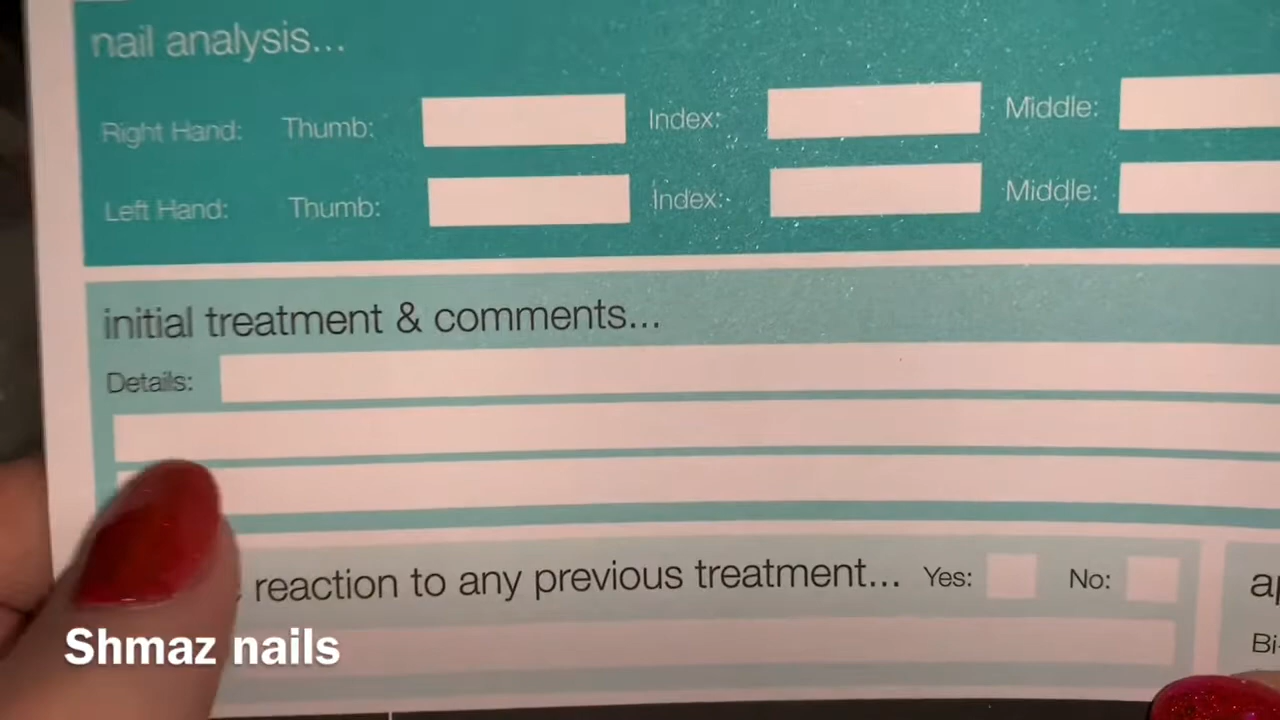 nail analysis...
Right Hand: Thumb: Index: Middle:
Left Hand: Thumb: Index: Middle:
initial treatment & comments...
Details:
reaction to any previous treatment... Yes: No:
Shmaz nails